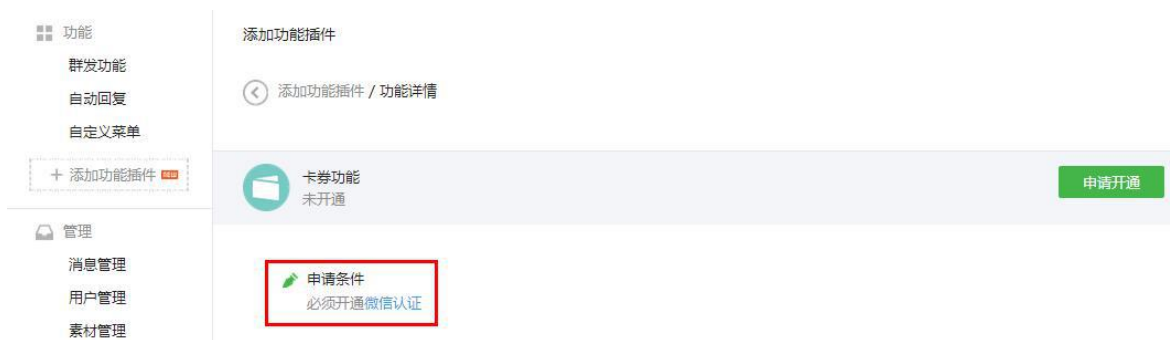 功能
群发功能
自动回复
自定义菜单
+ 添加功能插件 NEW
管理
消息管理
用户管理
素材管理
添加功能插件
添加功能插件 / 功能详情
卡券功能
未开通
申请开通
申请条件
必须开通微信认证